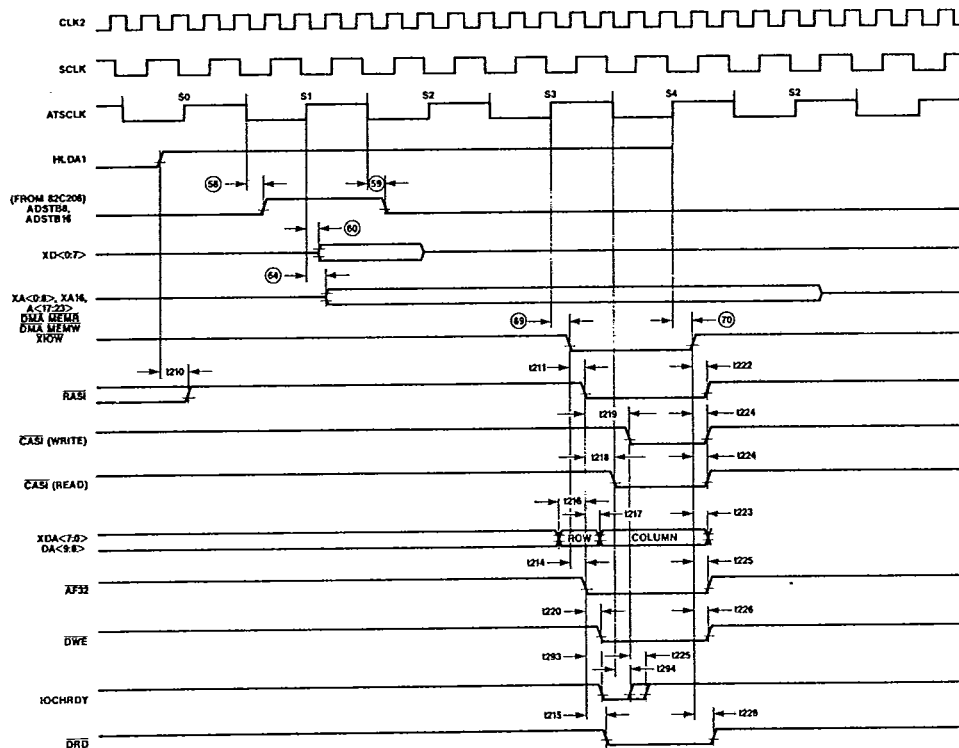 CLK2
SCLK
S0 S1 S2 S3 S4 S2
ATSCLK
HLDA1
58 59
(FROM 82C206)
ADSTB8,
ADSTB16
60
XD<0:7>
64
XA<0:8>, XA16,
A<17:23>
DMA MEMR
DMA MEMW
XIOW
69 70
t210 t211 t222
RASI
t219 t224
CASI (WRITE)
t218 t224
CASI (READ)
t216 t217 t223
XDA<7:0>
DA<9:8>
ROW COLUMN
t214 t225
AF32
t220 t226
DWE
t293 t225
t294
IOCHRDY
t215 t228
DRD